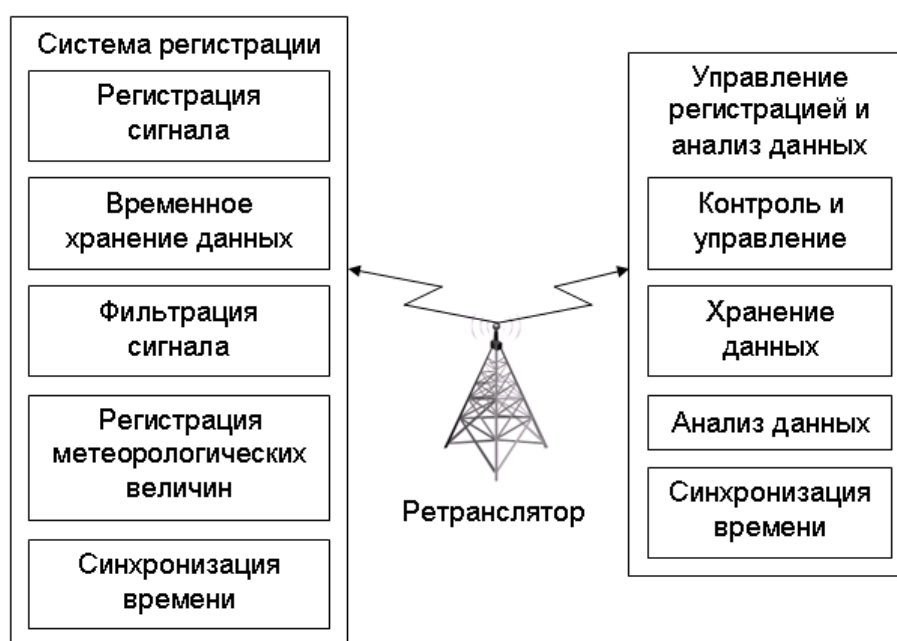 Система регистрации
Регистрация
сигнала
Временное
хранение данных
Фильтрация
сигнала
Регистрация
метеорологических
величин
Синхронизация
времени
Ретранслятор
Управление
регистрацией и
анализ данных
Контроль и
управление
Хранение
данных
Анализ данных
Синхронизация
времени